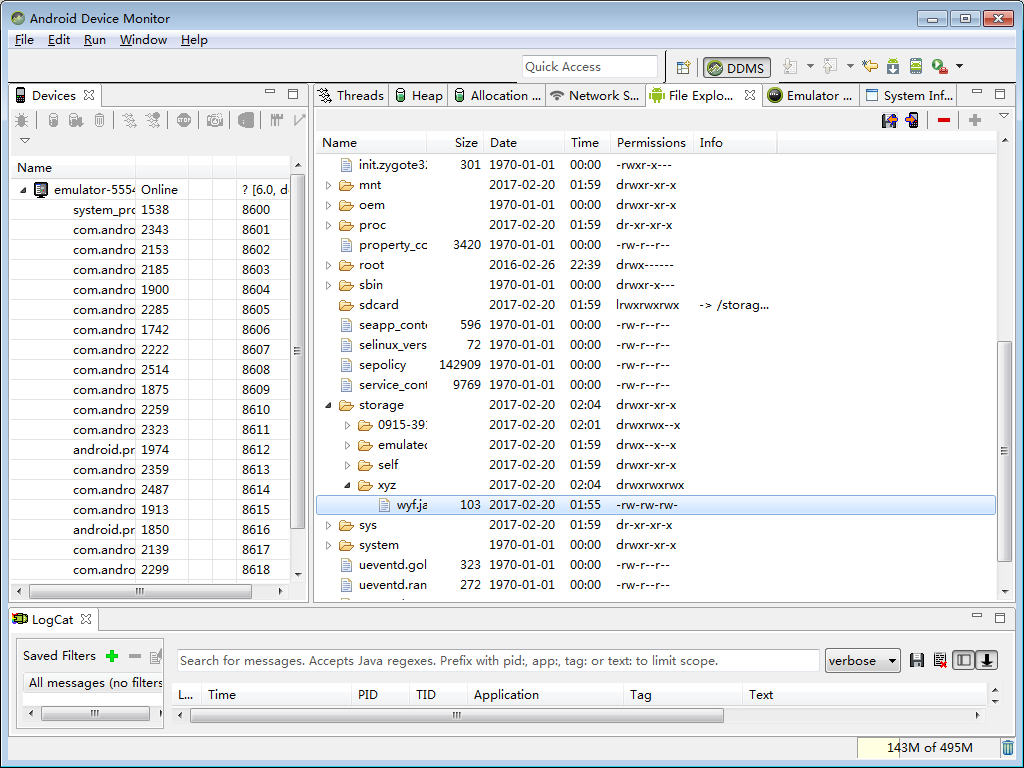 Android Device Monitor
File Edit Run Window Help
Quick Access
DDMS
Devices
Threads Heap Allocation ... Network S... File Explo... Emulator ... System Inf...
Name
emulator-5554 Online ? [6.0, d
system_prc 1538 8600
com.andro 2343 8601
com.andro 2153 8602
com.andro 2185 8603
com.andro 1900 8604
com.andro 2285 8605
com.andro 1742 8606
com.andro 2222 8607
com.andro 2514 8608
com.andro 1875 8609
com.andro 2259 8610
com.andro 2323 8611
android.pr 1974 8612
com.andro 2359 8613
com.andro 2487 8614
com.andro 1913 8615
android.pr 1850 8616
com.andro 2139 8617
com.andro 2299 8618
Name Size Date Time Permissions Info
init.zygote32 301 1970-01-01 00:00 -rwxr-x---
mnt 2017-02-20 01:59 drwxr-xr-x
oem 1970-01-01 00:00 drwxr-xr-x
proc 2017-02-20 01:59 dr-xr-xr-x
property_cc 3420 1970-01-01 00:00 -rw-r--r--
root 2016-02-26 22:39 drwx------
sbin 1970-01-01 00:00 drwxr-x---
sdcard 2017-02-20 01:59 lrwxrwxrwx -> /storag...
seapp_conte 596 1970-01-01 00:00 -rw-r--r--
selinux_vers 72 1970-01-01 00:00 -rw-r--r--
sepolicy 142909 1970-01-01 00:00 -rw-r--r--
service_cont 9769 1970-01-01 00:00 -rw-r--r--
storage 2017-02-20 02:04 drwxr-xr-x
0915-391 2017-02-20 02:01 drwxrwx--x
emulated 2017-02-20 01:59 drwx--x--x
self 2017-02-20 01:59 drwxr-xr-x
xyz 2017-02-20 02:04 drwxrwxrwx
wyf.ja 103 2017-02-20 01:55 -rw-rw-rw-
sys 2017-02-20 01:59 dr-xr-xr-x
system 1970-01-01 00:00 drwxr-xr-x
ueventd.gol 323 1970-01-01 00:00 -rw-r--r--
ueventd.ran 272 1970-01-01 00:00 -rw-r--r--
LogCat
Saved Filters
All messages (no filters
Search for messages. Accepts Java regexes. Prefix with pid:, app:, tag: or text: to limit scope.
verbose
L... Time PID TID Application Tag Text
143M of 495M